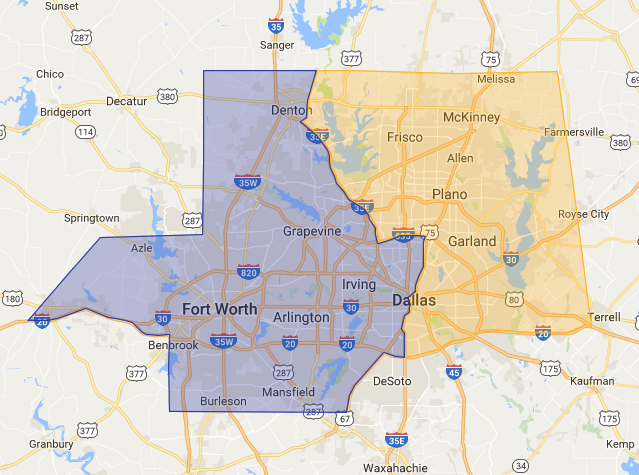 Sunset
35
287
Sanger
377
75
Chico
Melissa
69
Decatur
380
Denton
Bridgeport
McKinney
35E
114
Frisco
Farmersville
380
Allen
35W
Plano
35E
Royse City
Springtown
287
Grapevine
635
75
Azle
Garland
30
820
Irving
180
Dallas
80
Fort Worth
30
Arlington
30
Terrell
20
35W
20
20
20
Benbrook
377
287
DeSoto
45
175
Kaufman
Mansfield
Burleson
287
67
175
377
Granbury
35E
Kemp
Waxahachie
34